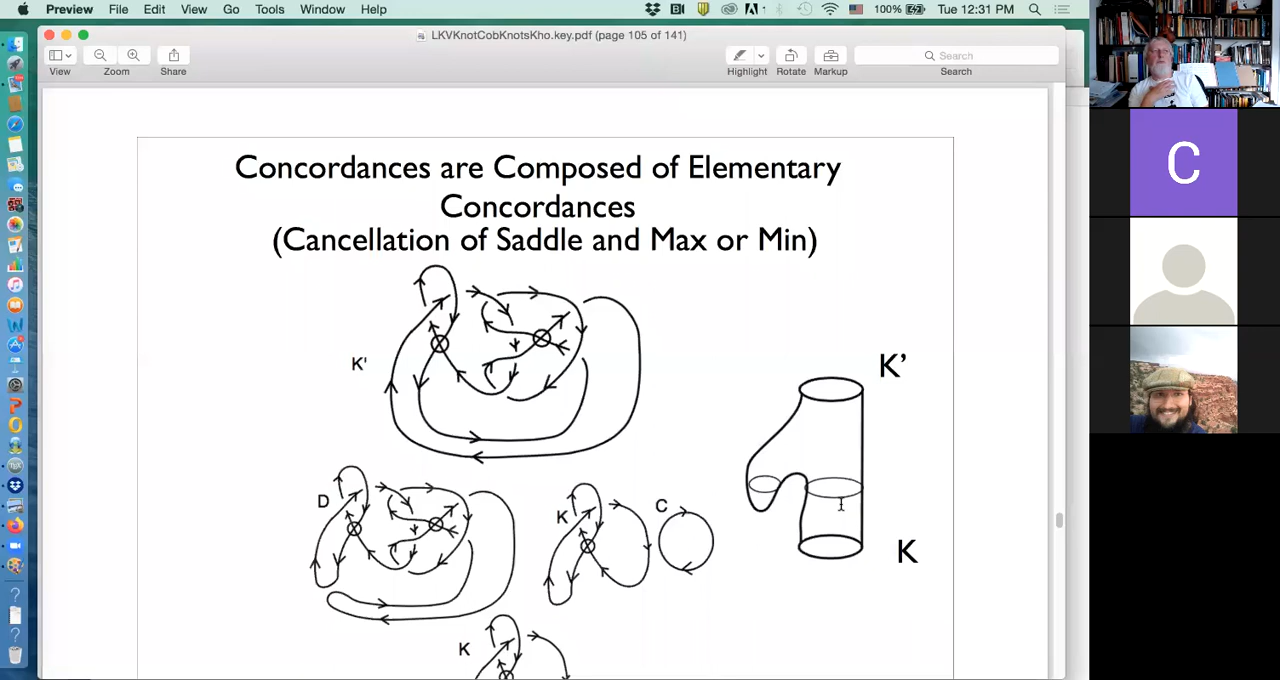 Preview File Edit View Go Tools Window Help 100% Tue 12:31 PM
LKVKnotCobKnotsKho.key.pdf (page 105 of 141)
View Zoom Share Highlight Rotate Markup Search
Search
Concordances are Composed of Elementary
Concordances
(Cancellation of Saddle and Max or Min)
K'
K'
D
K
C
K
K
C